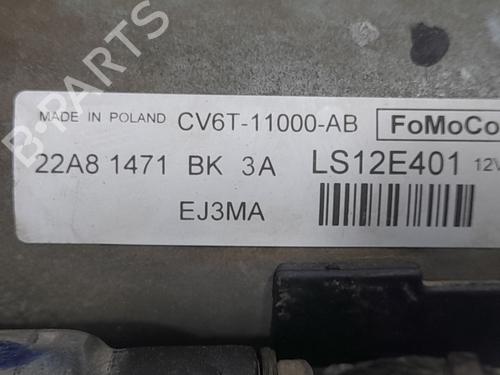 MADE IN POLAND CV6T-11000-AB FoMoCo
22A8 1471 BK 3A LS12E401 12V
EJ3MA
B-Parts